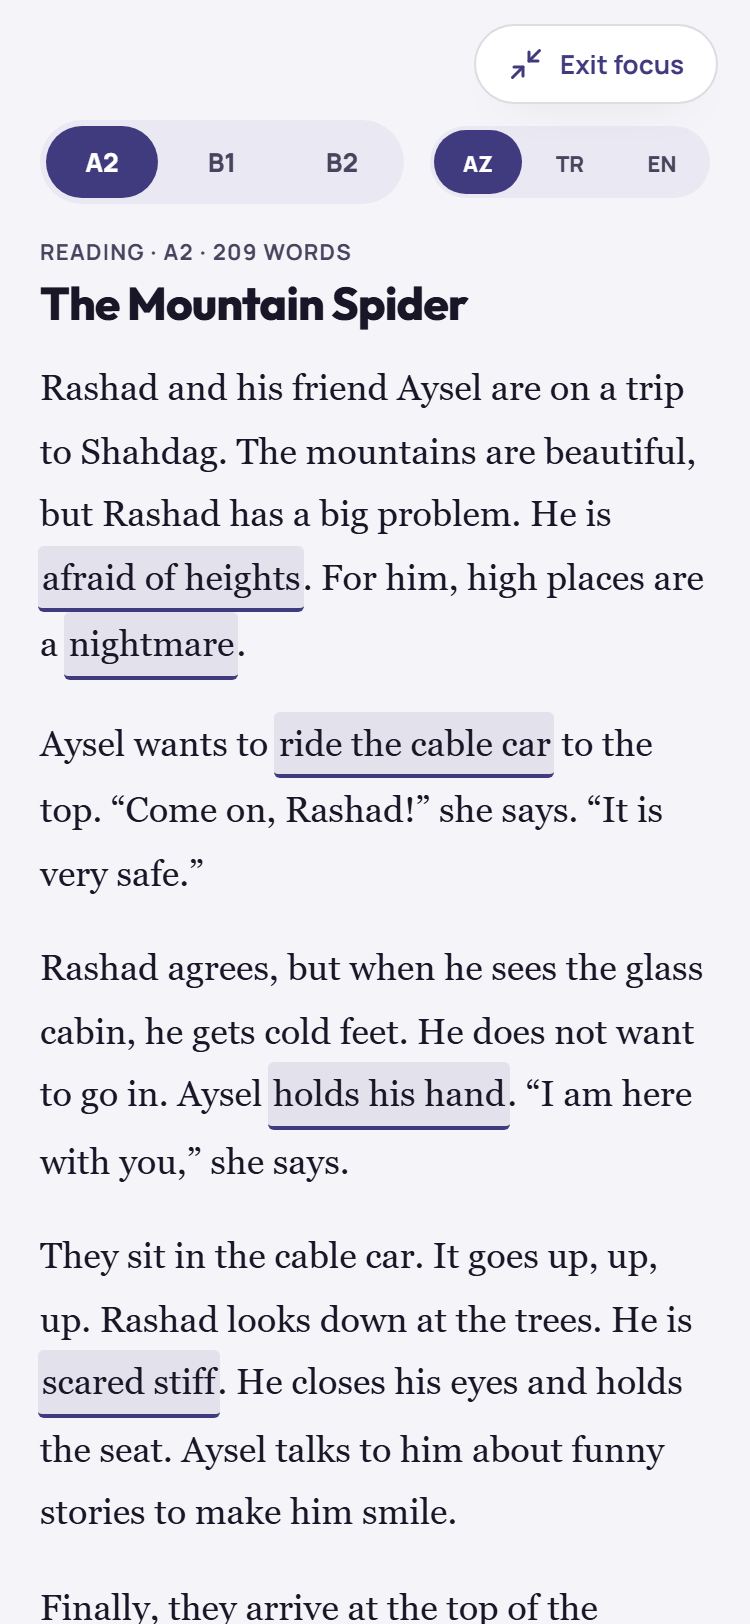 Exit focus
A2 B1 B2 AZ TR EN
READING · A2 · 209 WORDS
The Mountain Spider
Rashad and his friend Aysel are on a trip
to Shahdag. The mountains are beautiful,
but Rashad has a big problem. He is
afraid of heights. For him, high places are
a nightmare.
Aysel wants to ride the cable car to the
top. “Come on, Rashad!” she says. “It is
very safe.”
Rashad agrees, but when he sees the glass
cabin, he gets cold feet. He does not want
to go in. Aysel holds his hand. “I am here
with you,” she says.
They sit in the cable car. It goes up, up,
up. Rashad looks down at the trees. He is
scared stiff. He closes his eyes and holds
the seat. Aysel talks to him about funny
stories to make him smile.
Finally, they arrive at the top of the